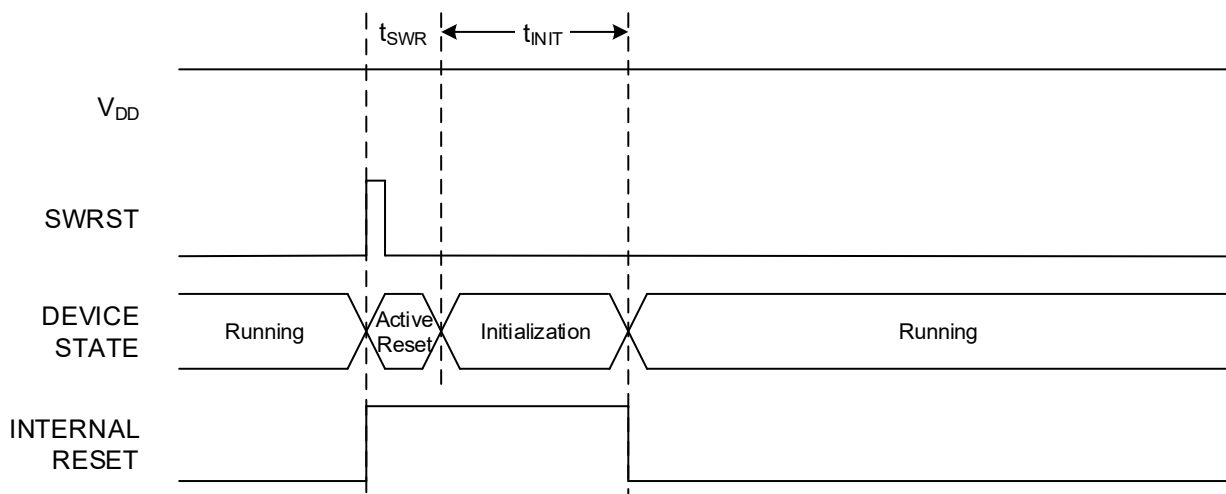 tSWR
tINIT
VDD
SWRST
DEVICE
STATE
Running
Active
Reset
Initialization
Running
INTERNAL
RESET